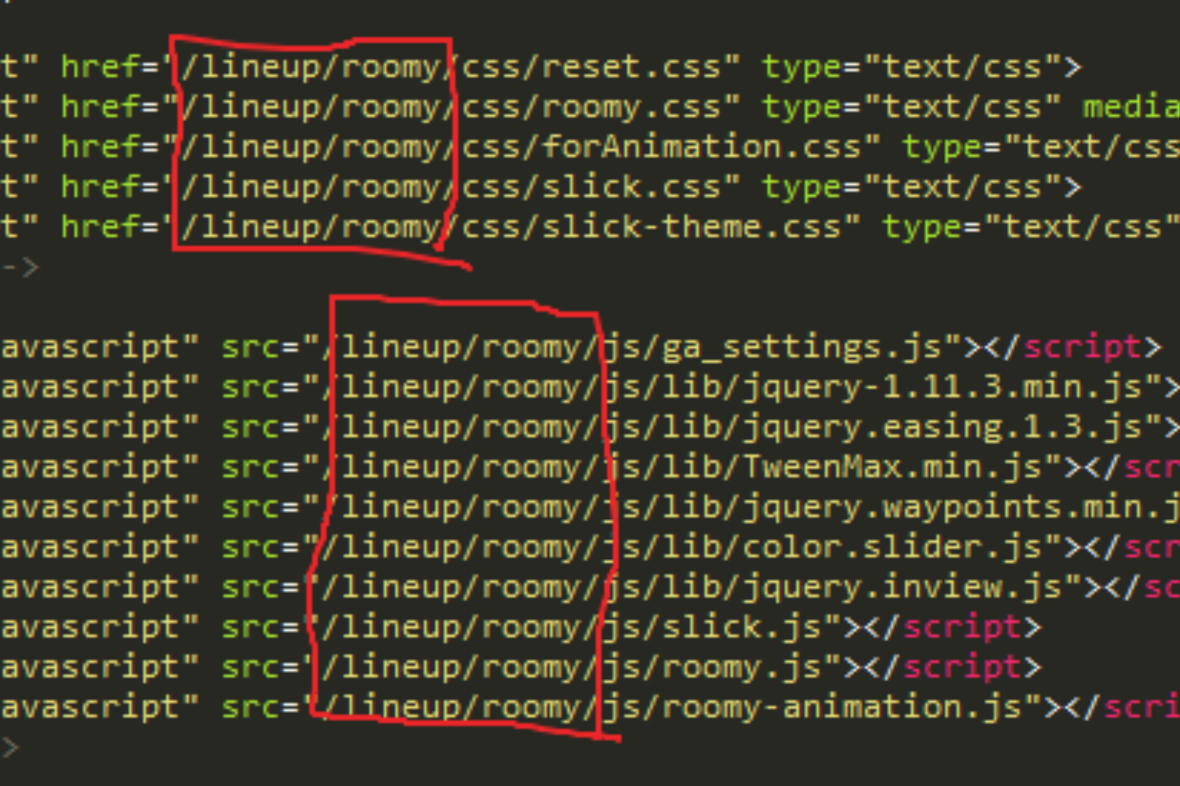 t" href="/lineup/roomy/css/reset.css" type="text/css">
t" href="/lineup/roomy/css/roomy.css" type="text/css" media
t" href="/lineup/roomy/css/forAnimation.css" type="text/css
t" href="/lineup/roomy/css/slick.css" type="text/css">
t" href="/lineup/roomy/css/slick-theme.css" type="text/css"
->
avascript" src="/lineup/roomy/js/ga_settings.js"></script>
avascript" src="/lineup/roomy/js/lib/jquery-1.11.3.min.js">
avascript" src="/lineup/roomy/js/lib/jquery.easing.1.3.js">
avascript" src="/lineup/roomy/js/lib/TweenMax.min.js"></scr
avascript" src="/lineup/roomy/js/lib/jquery.waypoints.min.j
avascript" src="/lineup/roomy/js/lib/color.slider.js"></scr
avascript" src="/lineup/roomy/js/lib/jquery.inview.js"></sc
avascript" src="/lineup/roomy/js/slick.js"></script>
avascript" src="/lineup/roomy/js/roomy.js"></script>
avascript" src="/lineup/roomy/js/roomy-animation.js"></scri
>